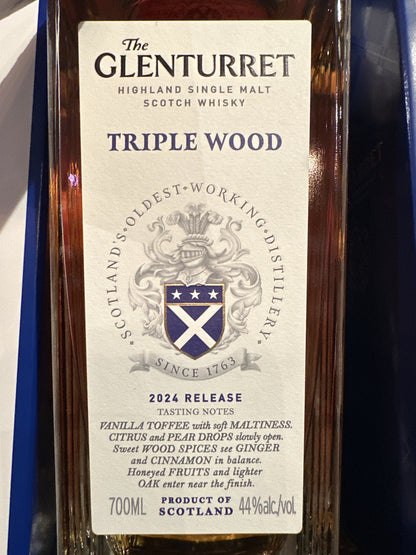 The
GLENTURRET
HIGHLAND SINGLE MALT
SCOTCH WHISKY
TRIPLE WOOD
SCOTLAND'S • OLDEST • WORKING • DISTILLERY
SINCE 1763
2024 RELEASE
TASTING NOTES
VANILLA TOFFEE with soft MALTINESS.
CITRUS and PEAR DROPS slowly open.
Sweet WOOD SPICES see GINGER
and CINNAMON in balance.
Honeyed FRUITS and lighter
OAK enter near the finish.
700ML PRODUCT OF SCOTLAND 44%alc/vol.